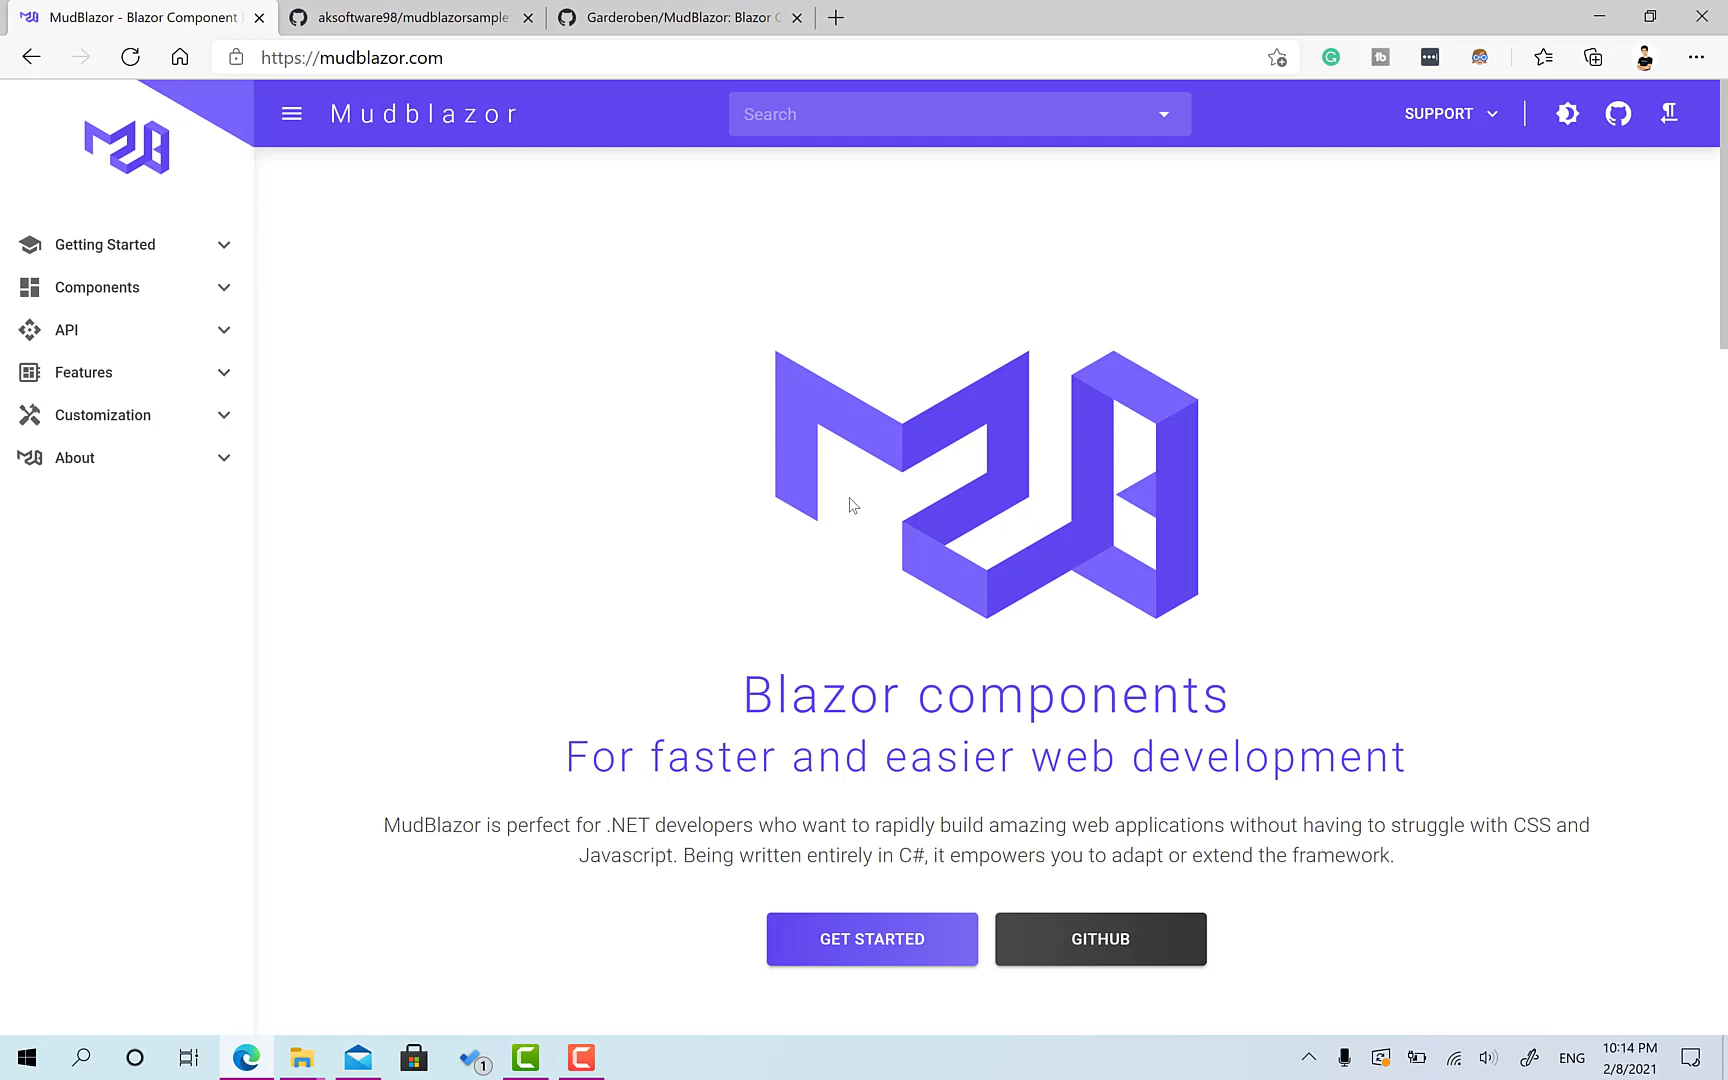 MudBlazor - Blazor Component
aksoftware98/mudblazorsample
Garderoben/MudBlazor: Blazor C
https://mudblazor.com
Mudblazor
Search
SUPPORT
Getting Started
Components
API
Features
Customization
About
Blazor components
For faster and easier web development
MudBlazor is perfect for .NET developers who want to rapidly build amazing web applications without having to struggle with CSS and
Javascript. Being written entirely in C#, it empowers you to adapt or extend the framework.
GET STARTED
GITHUB
1
ENG
10:14 PM
2/8/2021